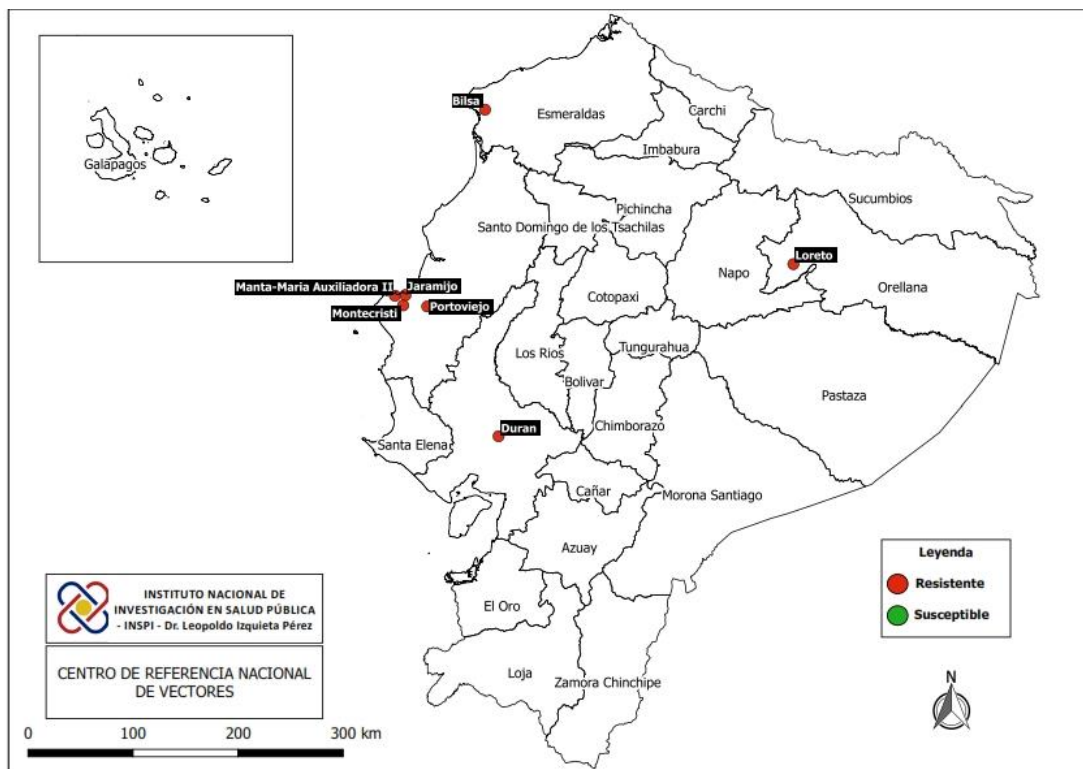 Bilsa
Esmeraldas
Carchi
Imbabura
Galápagos
Sucumbios
Pichincha
Santo Domingo de los Tsachilas
Loreto
Napo
Orellana
Manta-Maria Auxiliadora II
Jaramijo
Cotopaxi
Montecristi
Portoviejo
Los Rios
Tungurahua
Bolivar
Pastaza
Chimborazo
Duran
Santa Elena
Cañar
Morona Santiago
Azuay
Leyenda
Resistente
Susceptible
INSTITUTO NACIONAL DE
INVESTIGACIÓN EN SALUD PÚBLICA
- INSPI - Dr. Leopoldo Izquieta Pérez
El Oro
CENTRO DE REFERENCIA NACIONAL
DE VECTORES
Loja
Zamora Chinchipe
N
0 100 200 300 km